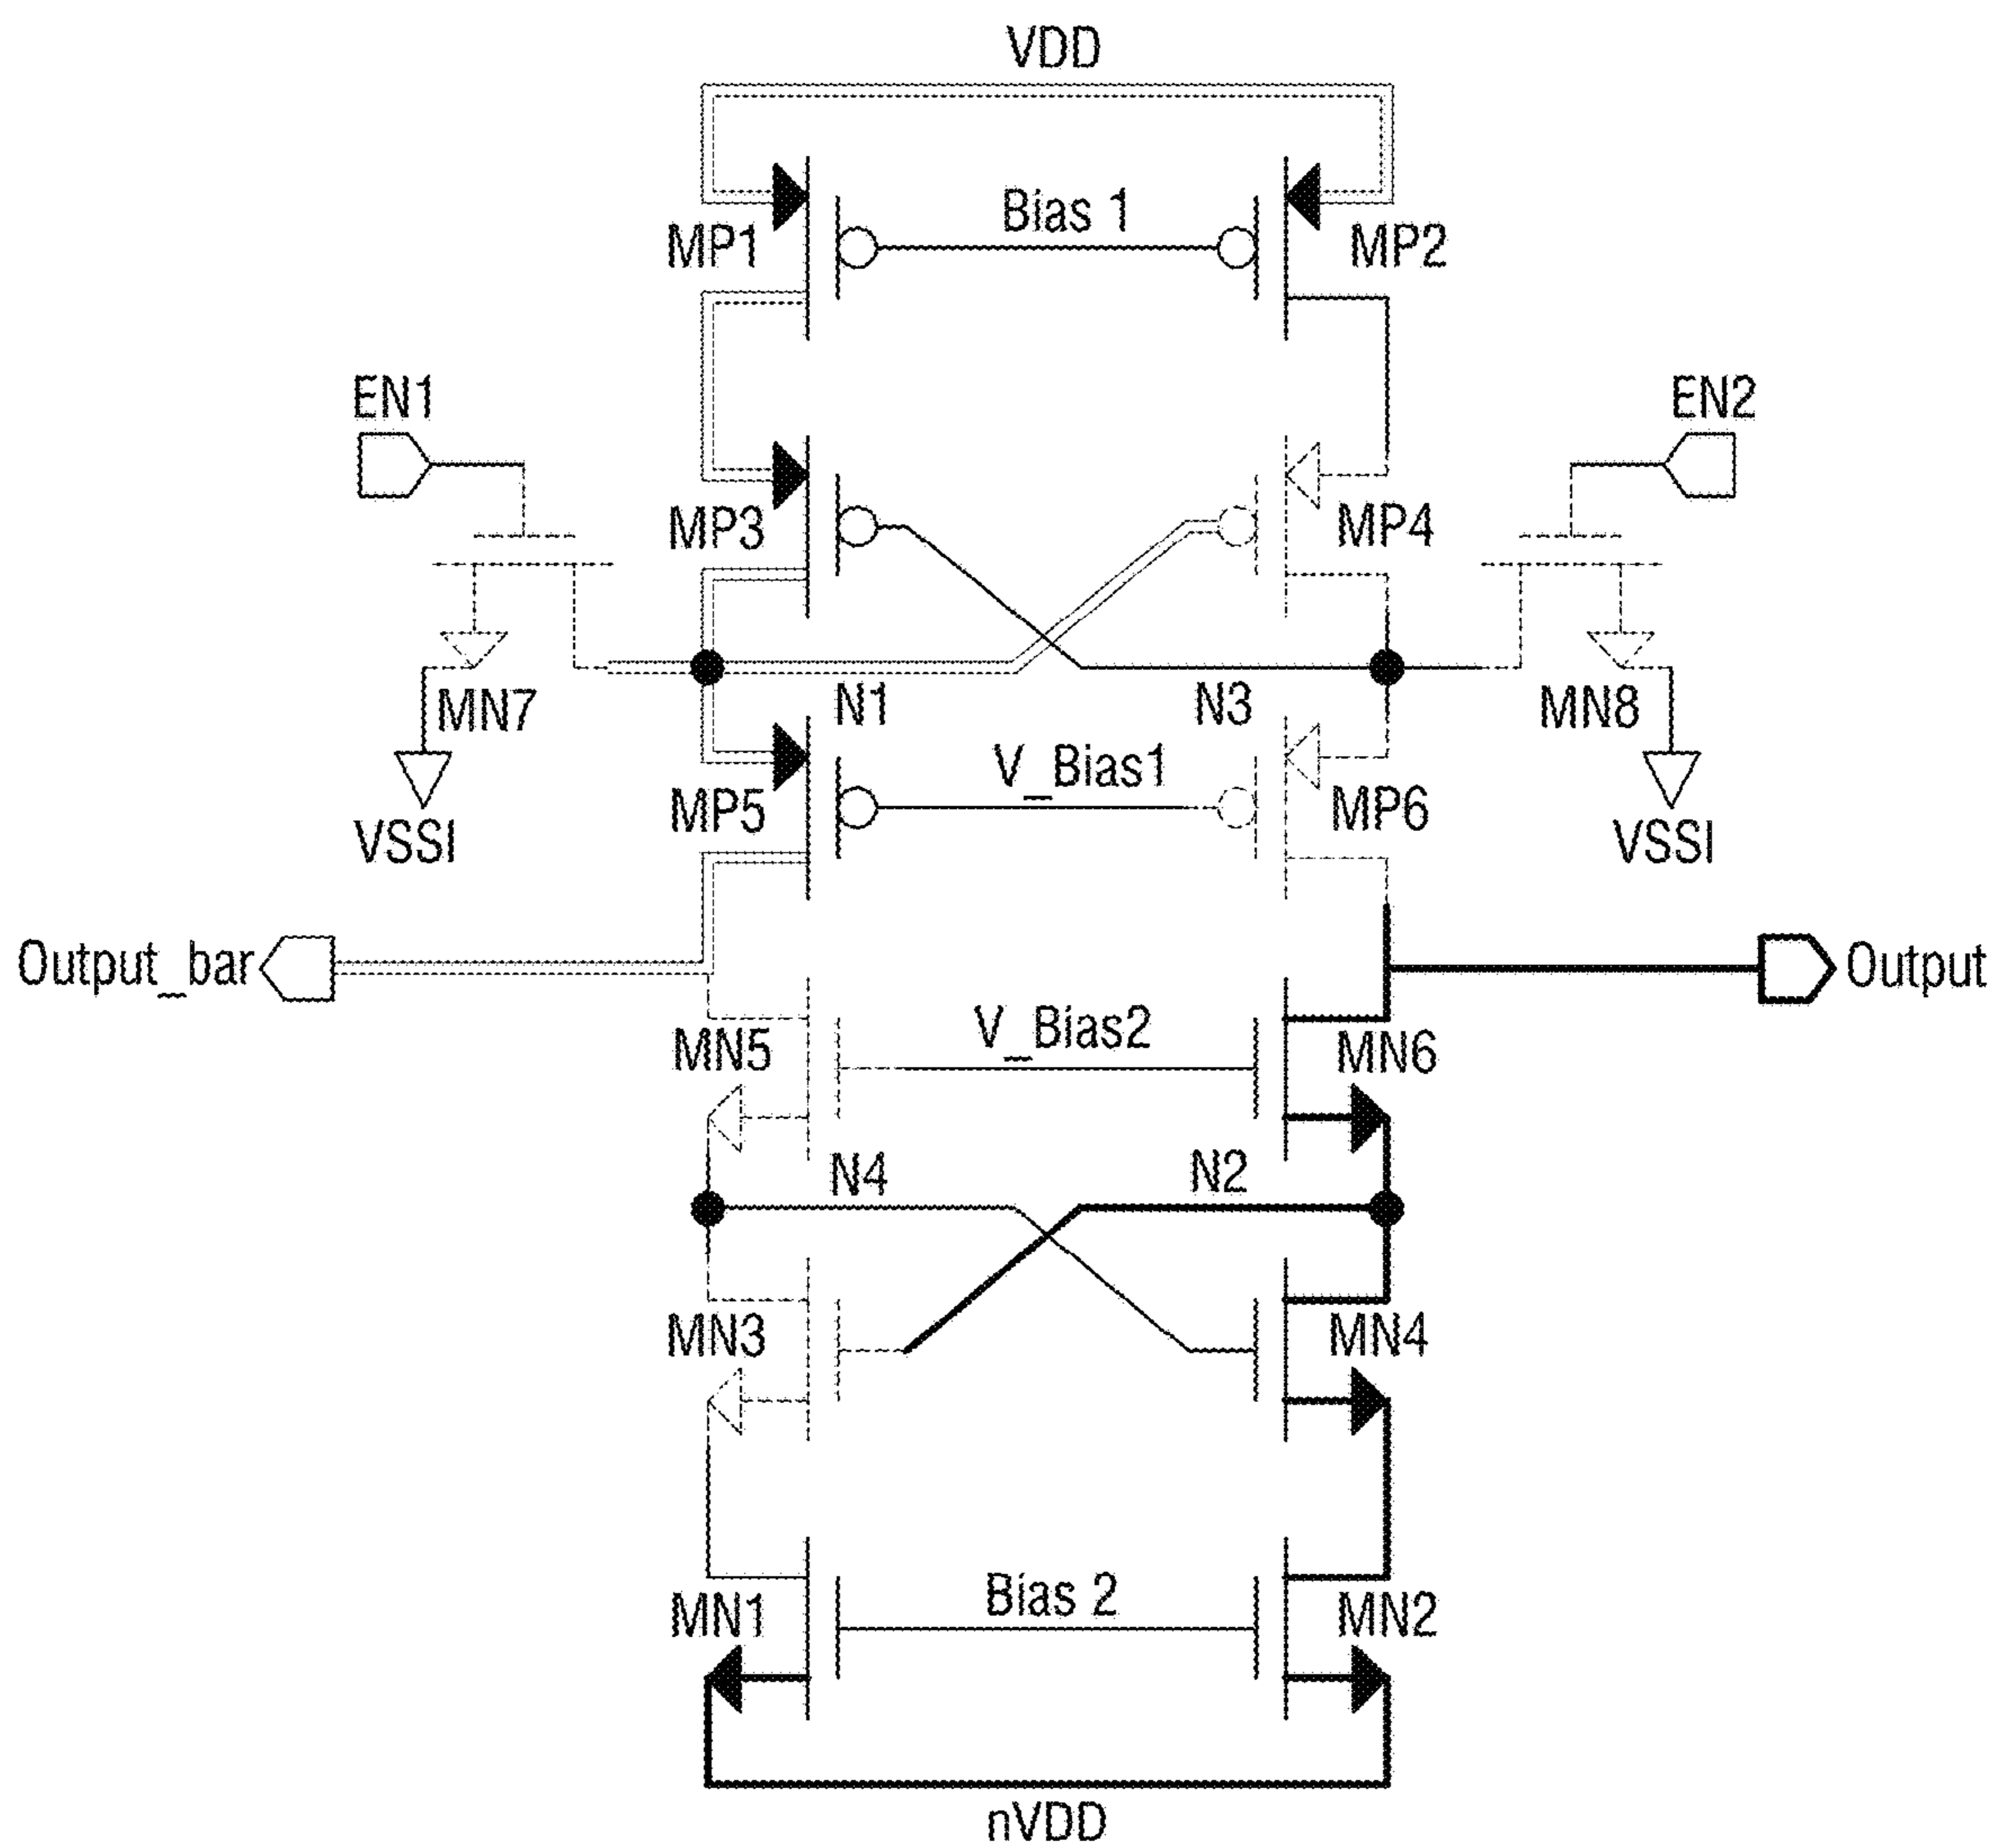 VDD
MP1
Bias 1
MP2
EN1
EN2
MP3
MP4
MN7
N1
N3
MN8
VSSI
MP5
V_Bias1
MP6
VSSI
Output_bar
Output
MN5
V_Bias2
MN6
N4
N2
MN3
MN4
MN1
Bias 2
MN2
nVDD